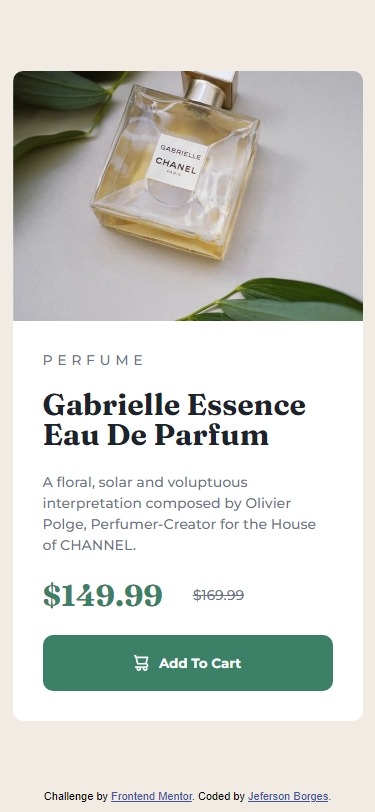 GABRIELLE
CHANEL
PARIS
PERFUME
Gabrielle Essence
Eau De Parfum
A floral, solar and voluptuous
interpretation composed by Olivier
Polge, Perfumer-Creator for the House
of CHANNEL.
$149.99 $169.99
Add To Cart
Challenge by Frontend Mentor. Coded by Jeferson Borges.